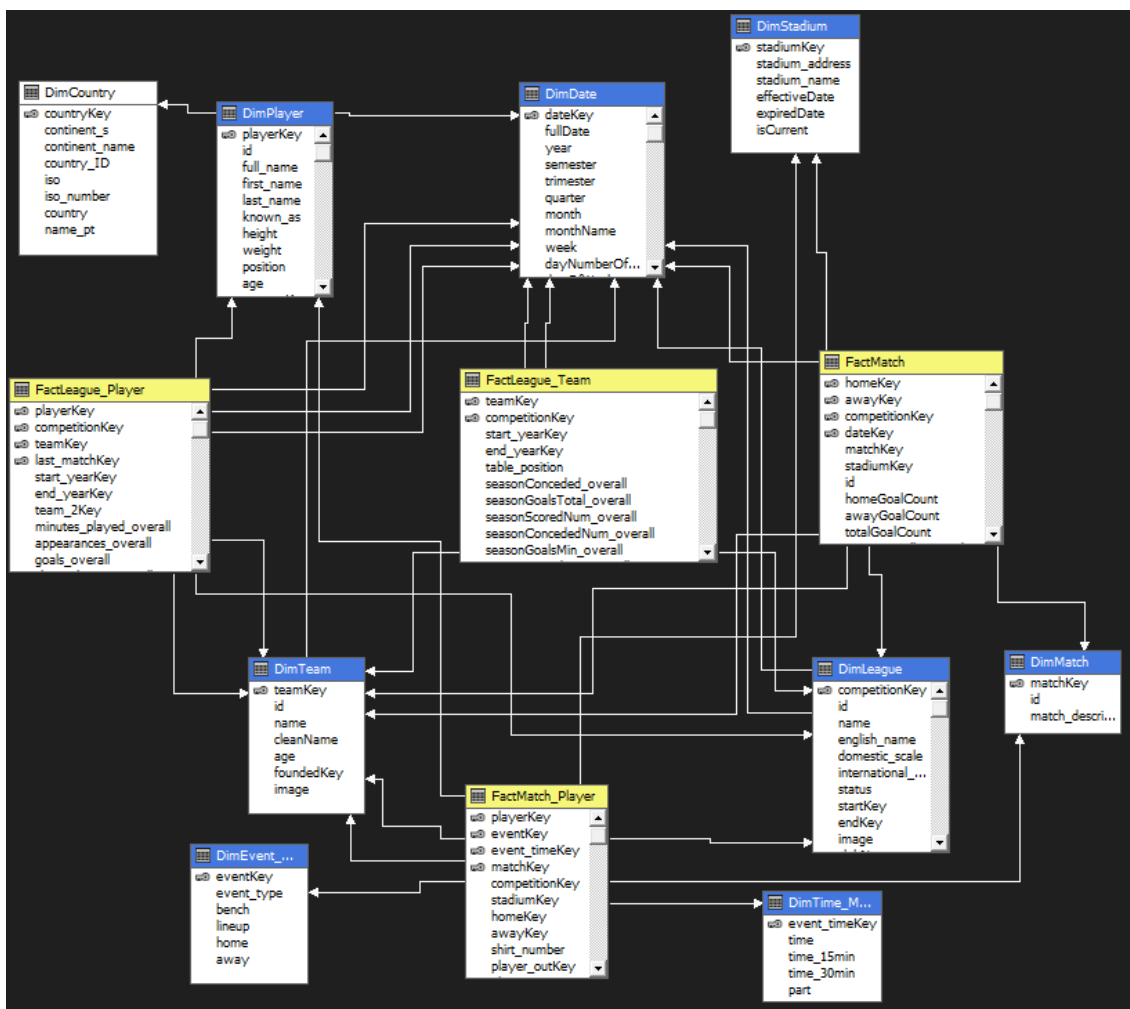 DimStadium
stadiumKey
stadium_address
stadium_name
effectiveDate
expiredDate
isCurrent
DimCountry
countryKey
continent_s
continent_name
country_ID
iso
iso_number
country
name_pt
DimPlayer
playerKey
id
full_name
first_name
last_name
known_as
height
weight
position
age
DimDate
dateKey
fullDate
year
semester
trimester
quarter
month
monthName
week
dayNumberOf...
FactLeague_Player
playerKey
competitionKey
teamKey
last_matchKey
start_yearKey
end_yearKey
team_2Key
minutes_played_overall
appearances_overall
goals_overall
FactLeague_Team
teamKey
competitionKey
start_yearKey
end_yearKey
table_position
seasonConceded_overall
seasonGoalsTotal_overall
seasonScoredNum_overall
seasonConcededNum_overall
seasonGoalsMin_overall
FactMatch
homeKey
awayKey
competitionKey
dateKey
matchKey
stadiumKey
id
homeGoalCount
awayGoalCount
totalGoalCount
DimTeam
teamKey
id
name
cleanName
age
foundedKey
image
DimLeague
competitionKey
id
name
english_name
domestic_scale
international_...
status
startKey
endKey
image
DimMatch
matchKey
id
match_descri...
FactMatch_Player
playerKey
eventKey
event_timeKey
matchKey
competitionKey
stadiumKey
homeKey
awayKey
shirt_number
player_outKey
DimEvent_...
eventKey
event_type
bench
lineup
home
away
DimTime_M...
event_timeKey
time
time_15min
time_30min
part